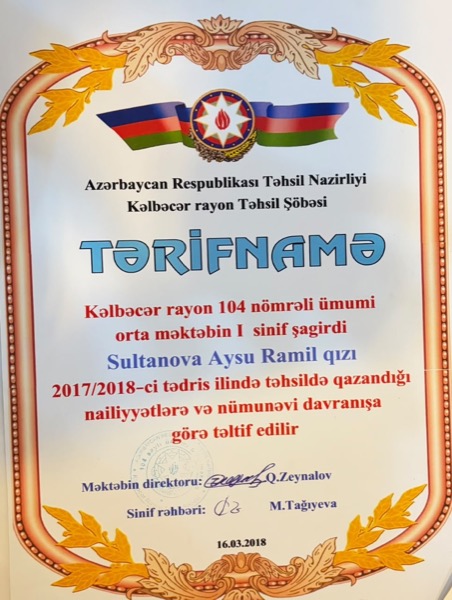 Azərbaycan Respublikası Təhsil Nazirliyi
Kəlbəcər rayon Təhsil Şöbəsi
TƏRİFNAMƏ
Kəlbəcər rayon 104 nömrəli ümumi
orta məktəbin I sinif şagirdi
Sultanova Aysu Ramil qızı
2017/2018-ci tədris ilində təhsildə qazandığı
nailiyyətlərə və nümunəvi davranışa
görə təltif edilir
Məktəbin direktoru: Q.Zeynalov
Sinif rəhbəri: M.Tağıyeva
16.03.2018